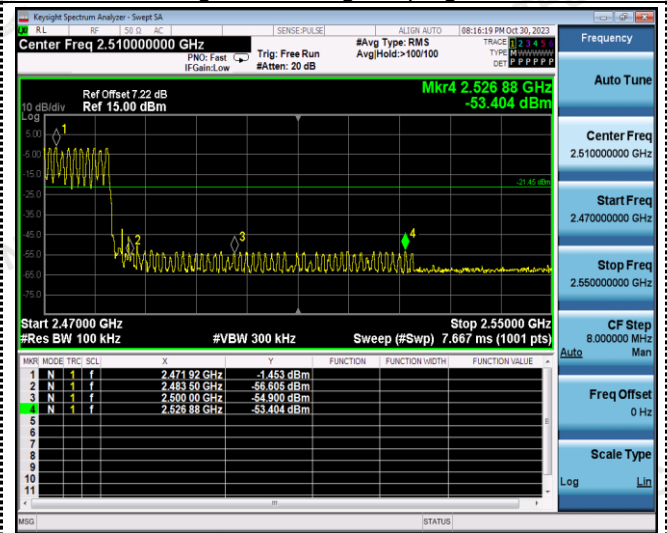 Keysight Spectrum Analyzer - Swept SA
RL RF 50 Ω AC SENSE:PULSE ALIGN AUTO 08:16:19 PM Oct 30, 2023
Center Freq 2.510000000 GHz
PNO: Fast
IFGain:Low
Trig: Free Run
#Atten: 20 dB
#Avg Type: RMS
Avg|Hold:>100/100
TRACE 1 2 3 4 5 6
TYPE M WWWWW
DET P P P P P P
Ref Offset 7.22 dB
10 dB/div Ref 15.00 dBm
Log
Mkr4 2.526 88 GHz
-53.404 dBm
5.00
-5.00
-15.0
-25.0
-35.0
-45.0
-55.0
-65.0
-75.0
1
2
3
4
-21.45 dBm
Start 2.47000 GHz Stop 2.55000 GHz
#Res BW 100 kHz #VBW 300 kHz Sweep (#Swp) 7.667 ms (1001 pts)
MKR MODE TRC SCL X Y FUNCTION FUNCTION WIDTH FUNCTION VALUE
1 N 1 f 2.471 92 GHz -1.453 dBm
2 N 1 f 2.483 50 GHz -56.605 dBm
3 N 1 f 2.500 00 GHz -54.900 dBm
4 N 1 f 2.526 88 GHz -53.404 dBm
5
6
7
8
9
10
11
MSG STATUS
Frequency
Auto Tune
Center Freq
2.510000000 GHz
Start Freq
2.470000000 GHz
Stop Freq
2.550000000 GHz
CF Step
8.000000 MHz
Auto Man
Freq Offset
0 Hz
Scale Type
Log Lin